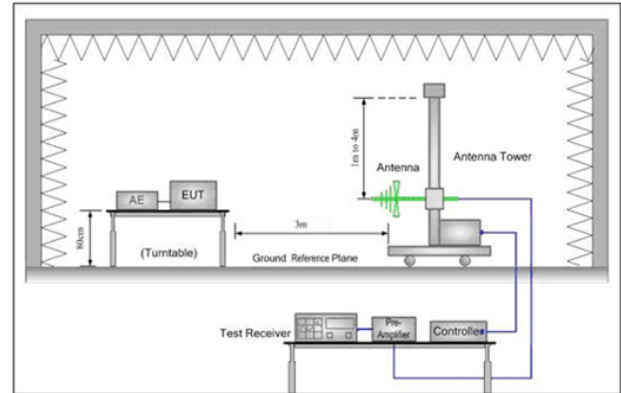 1m to 4m
Antenna
Antenna Tower
AE
EUT
80cm
(Turntable)
3m
Ground Reference Plane
Test Receiver
Pre-
Amplifier
Controller